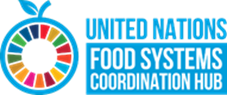 UNITED NATIONS
FOOD SYSTEMS
COORDINATION HUB